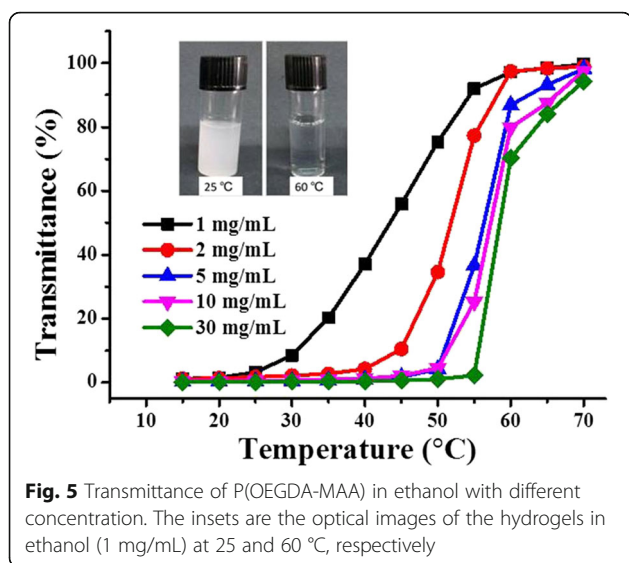 100
80
60
40
20
0
Transmittance (%)
25 °C
60 °C
1 mg/mL
2 mg/mL
5 mg/mL
10 mg/mL
30 mg/mL
10 20 30 40 50 60 70
Temperature (°C)
Fig. 5 Transmittance of P(OEGDA-MAA) in ethanol with different
concentration. The insets are the optical images of the hydrogels in
ethanol (1 mg/mL) at 25 and 60 °C, respectively